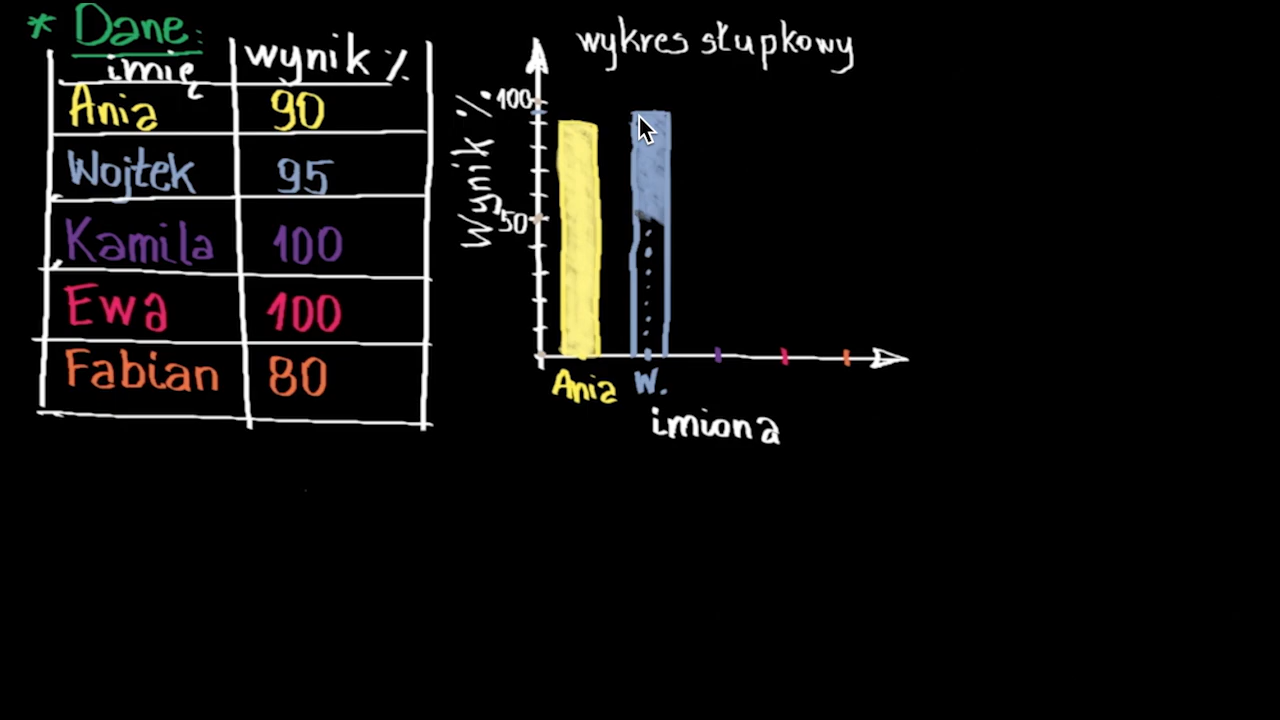 * Dane:
imię wynik %
Ania 90
Wojtek 95
Kamila 100
Ewa 100
Fabian 80
wykres słupkowy
Wynik %
100
50
Ania W.
imiona